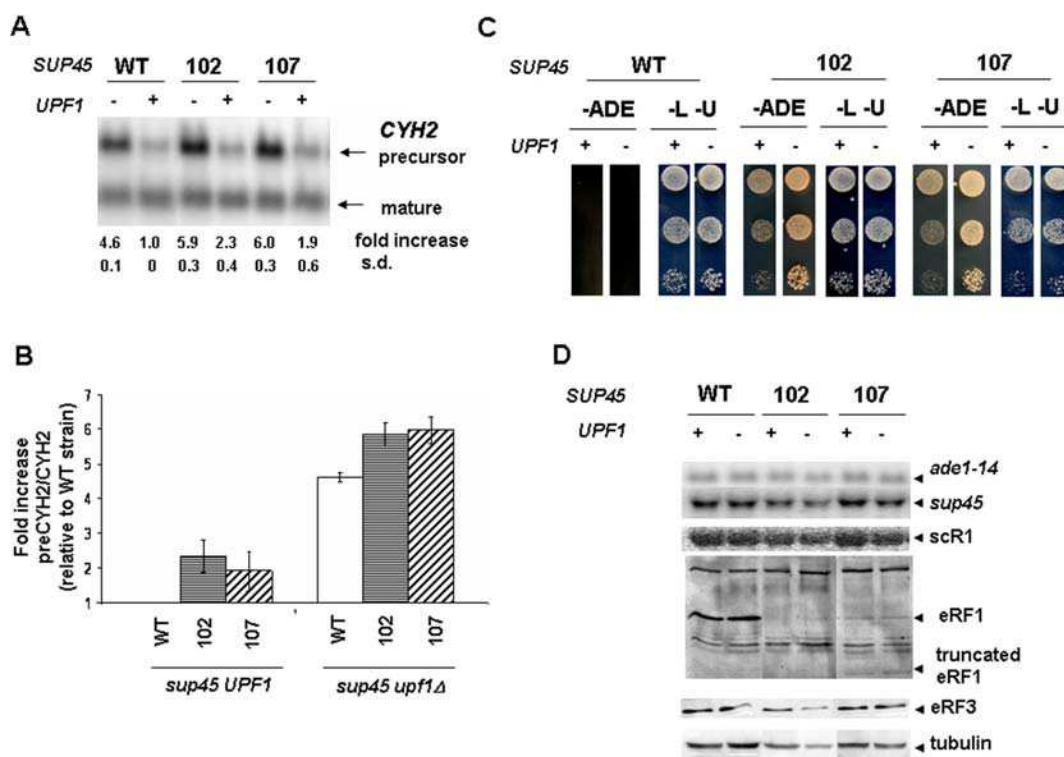 A
SUP45 WT 102 107
UPF1 - + - + - +
CYH2
precursor
mature
4.6 1.0 5.9 2.3 6.0 1.9 fold increase
0.1 0 0.3 0.4 0.3 0.6 s.d.
B
Fold increase
preCYH2/CYH2
(relative to WT strain)
7
6
5
4
3
2
1
WT 102 107 WT 102 107
sup45 UPF1 sup45 upf1Δ
C
SUP45 WT 102 107
-ADE -L -U -ADE -L -U -ADE -L -U
UPF1 + - + - + - + - + - + -
D
SUP45 WT 102 107
UPF1 + - + - + -
ade1-14
sup45
scR1
eRF1
truncated
eRF1
eRF3
tubulin